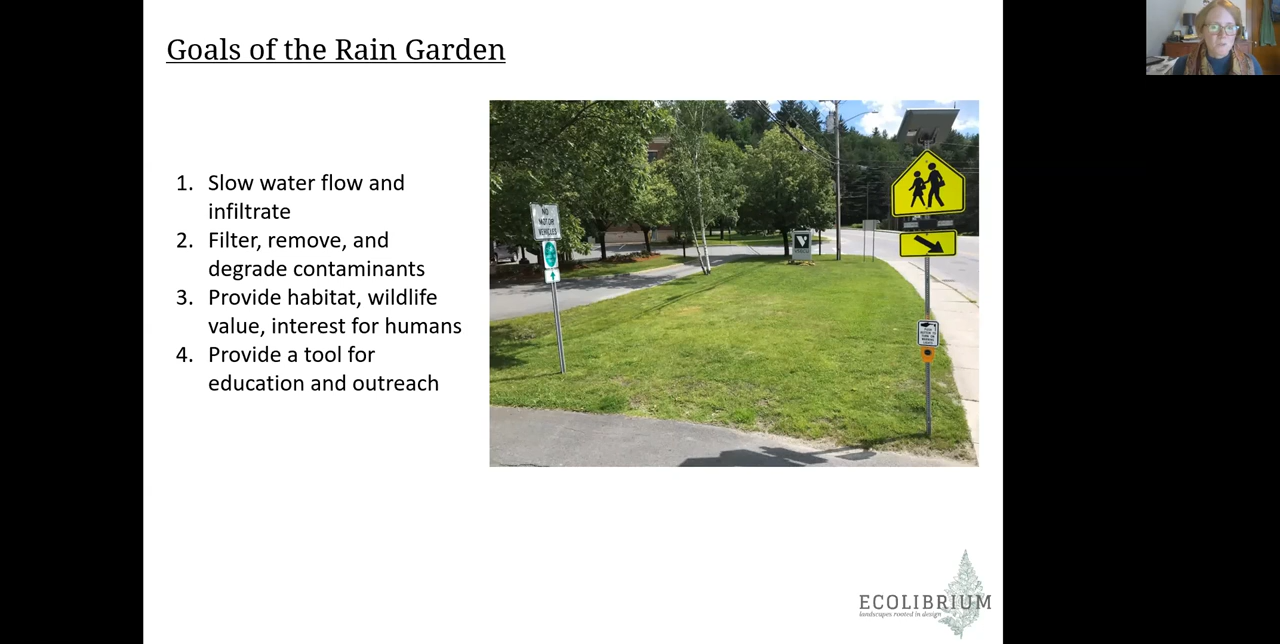 Goals of the Rain Garden
1. Slow water flow and
infiltrate
2. Filter, remove, and
degrade contaminants
3. Provide habitat, wildlife
value, interest for humans
4. Provide a tool for
education and outreach
NO
MOTOR
VEHICLES
ECOLIBRIUM
landscapes rooted in design